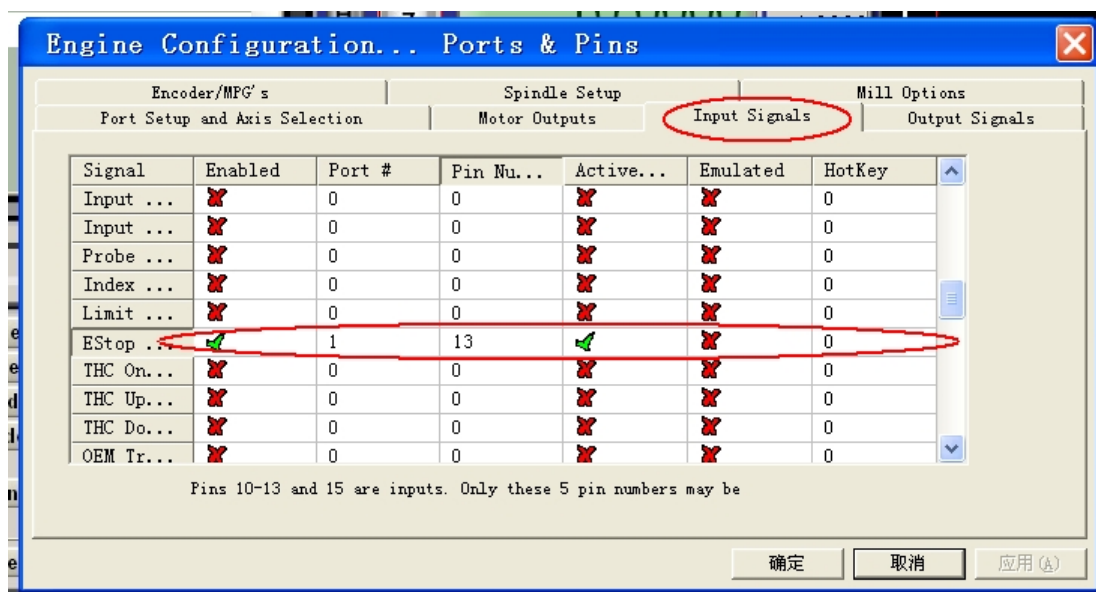 Engine Configuration... Ports & Pins
Encoder/MPG's Spindle Setup Mill Options
Port Setup and Axis Selection Motor Outputs Input Signals Output Signals
Signal Enabled Port # Pin Nu... Active... Emulated HotKey
Input ... 0 0 0
Input ... 0 0 0
Probe ... 0 0 0
Index ... 0 0 0
Limit ... 0 0 0
EStop ... 1 13 0
THC On... 0 0 0
THC Up... 0 0 0
THC Do... 0 0 0
OEM Tr... 0 0 0
Pins 10-13 and 15 are inputs. Only these 5 pin numbers may be
确定 取消 应用(A)